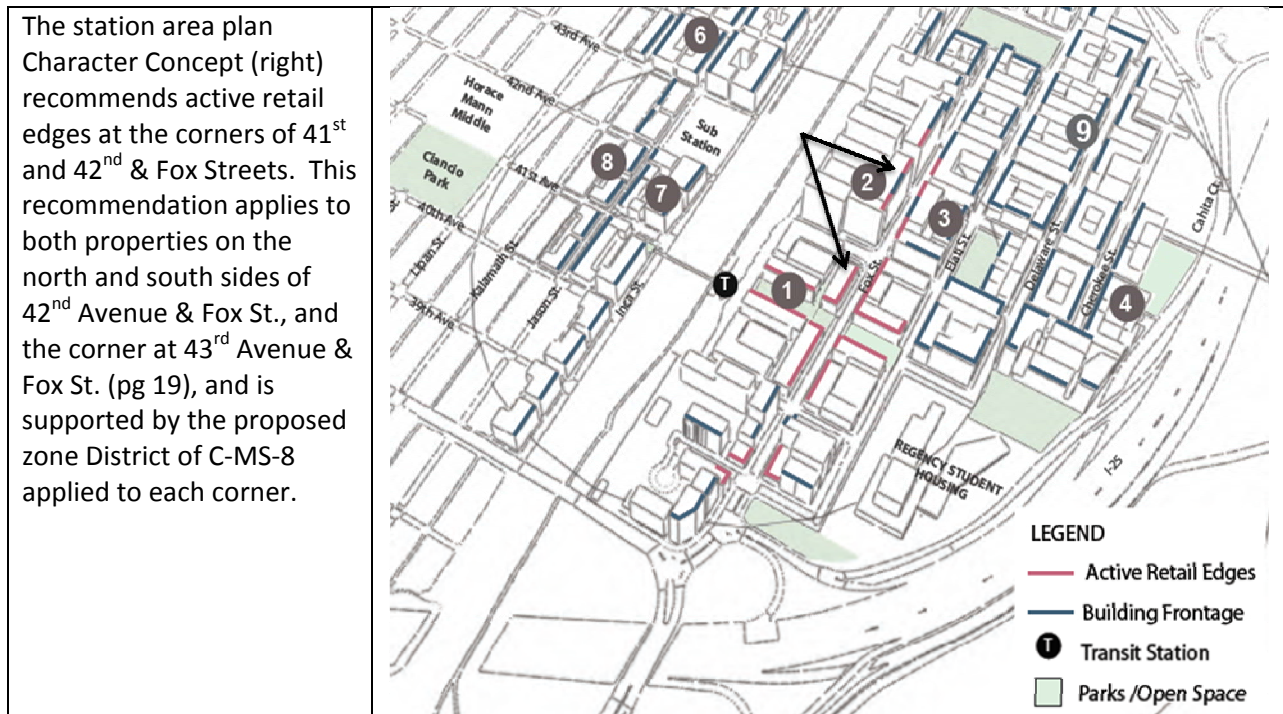 The station area plan
Character Concept (right)
recommends active retail
edges at the corners of 41st
and 42nd & Fox Streets.  This
recommendation applies to
both properties on the
north and south sides of
42nd Avenue & Fox St., and
the corner at 43rd Avenue &
Fox St. (pg 19), and is
supported by the proposed
zone District of C-MS-8
applied to each corner.
6
43rd Ave
42nd Ave
Horace
Mann
Middle
Sub
Station
9
8
2
Ciancio
Park
41st Ave
7
3
40th Ave
Cahita Ct.
Lipan St.
Elati St.
T
Fox St.
Delaware St.
Kalamath St.
1
Cherokee St.
4
39th Ave
Jason St
Inca St.
REGENCY STUDENT
HOUSING
I-25
LEGEND
Active Retail Edges
Building Frontage
T Transit Station
Parks /Open Space